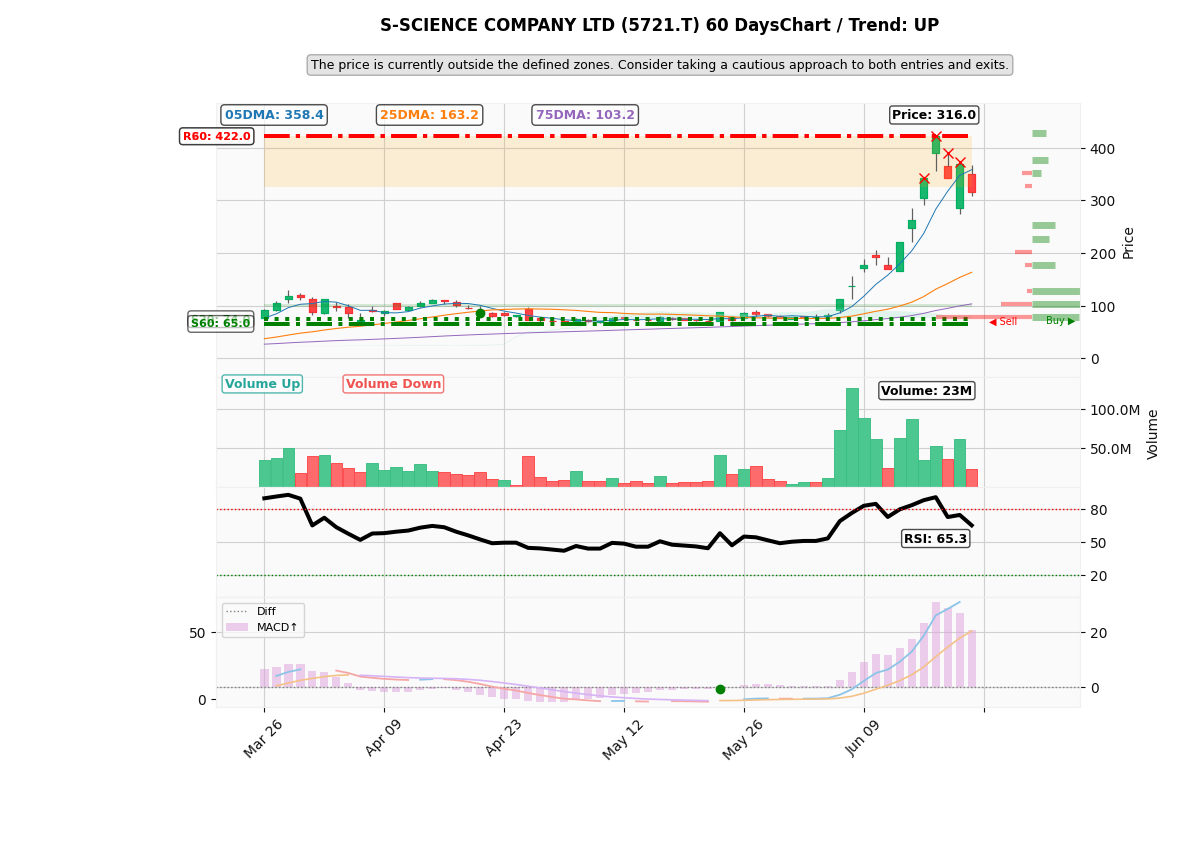 S-SCIENCE COMPANY LTD (5721.T) 60 DaysChart / Trend: UP
The price is currently outside the defined zones. Consider taking a cautious approach to both entries and exits.
05DMA: 358.4
25DMA: 163.2
75DMA: 103.2
Price: 316.0
R60: 422.0
S60: 65.0
400
300
200
100
0
Price
◀ Sell
Buy ▶
Volume Up
Volume Down
Volume: 23M
100.0M
50.0M
Volume
80
50
20
RSI: 65.3
Diff
MACD↑
50
0
20
0
Mar 26
Apr 09
Apr 23
May 12
May 26
Jun 09